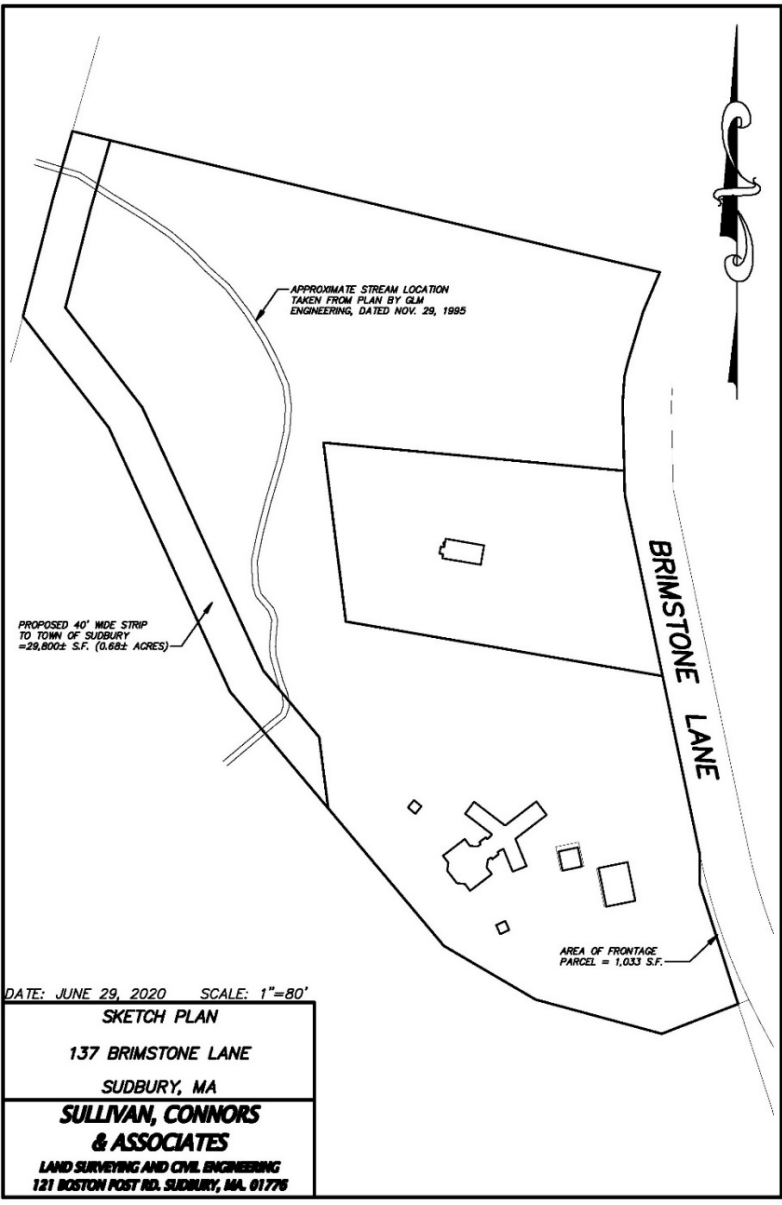 APPROXIMATE STREAM LOCATION
TAKEN FROM PLAN BY GLM
ENGINEERING, DATED NOV. 29, 1995
BRIMSTONE LANE
PROPOSED 40' WIDE STRIP
TO TOWN OF SUDBURY
=29,800± S.F. (0.68± ACRES)
AREA OF FRONTAGE
PARCEL = 1,033 S.F.
DATE: JUNE 29, 2020 SCALE: 1"=80'
SKETCH PLAN
137 BRIMSTONE LANE
SUDBURY, MA
SULLIVAN, CONNORS
& ASSOCIATES
LAND SURVEYING AND CIVIL ENGINEERING
121 BOSTON POST RD. SUDBURY, MA. 01776